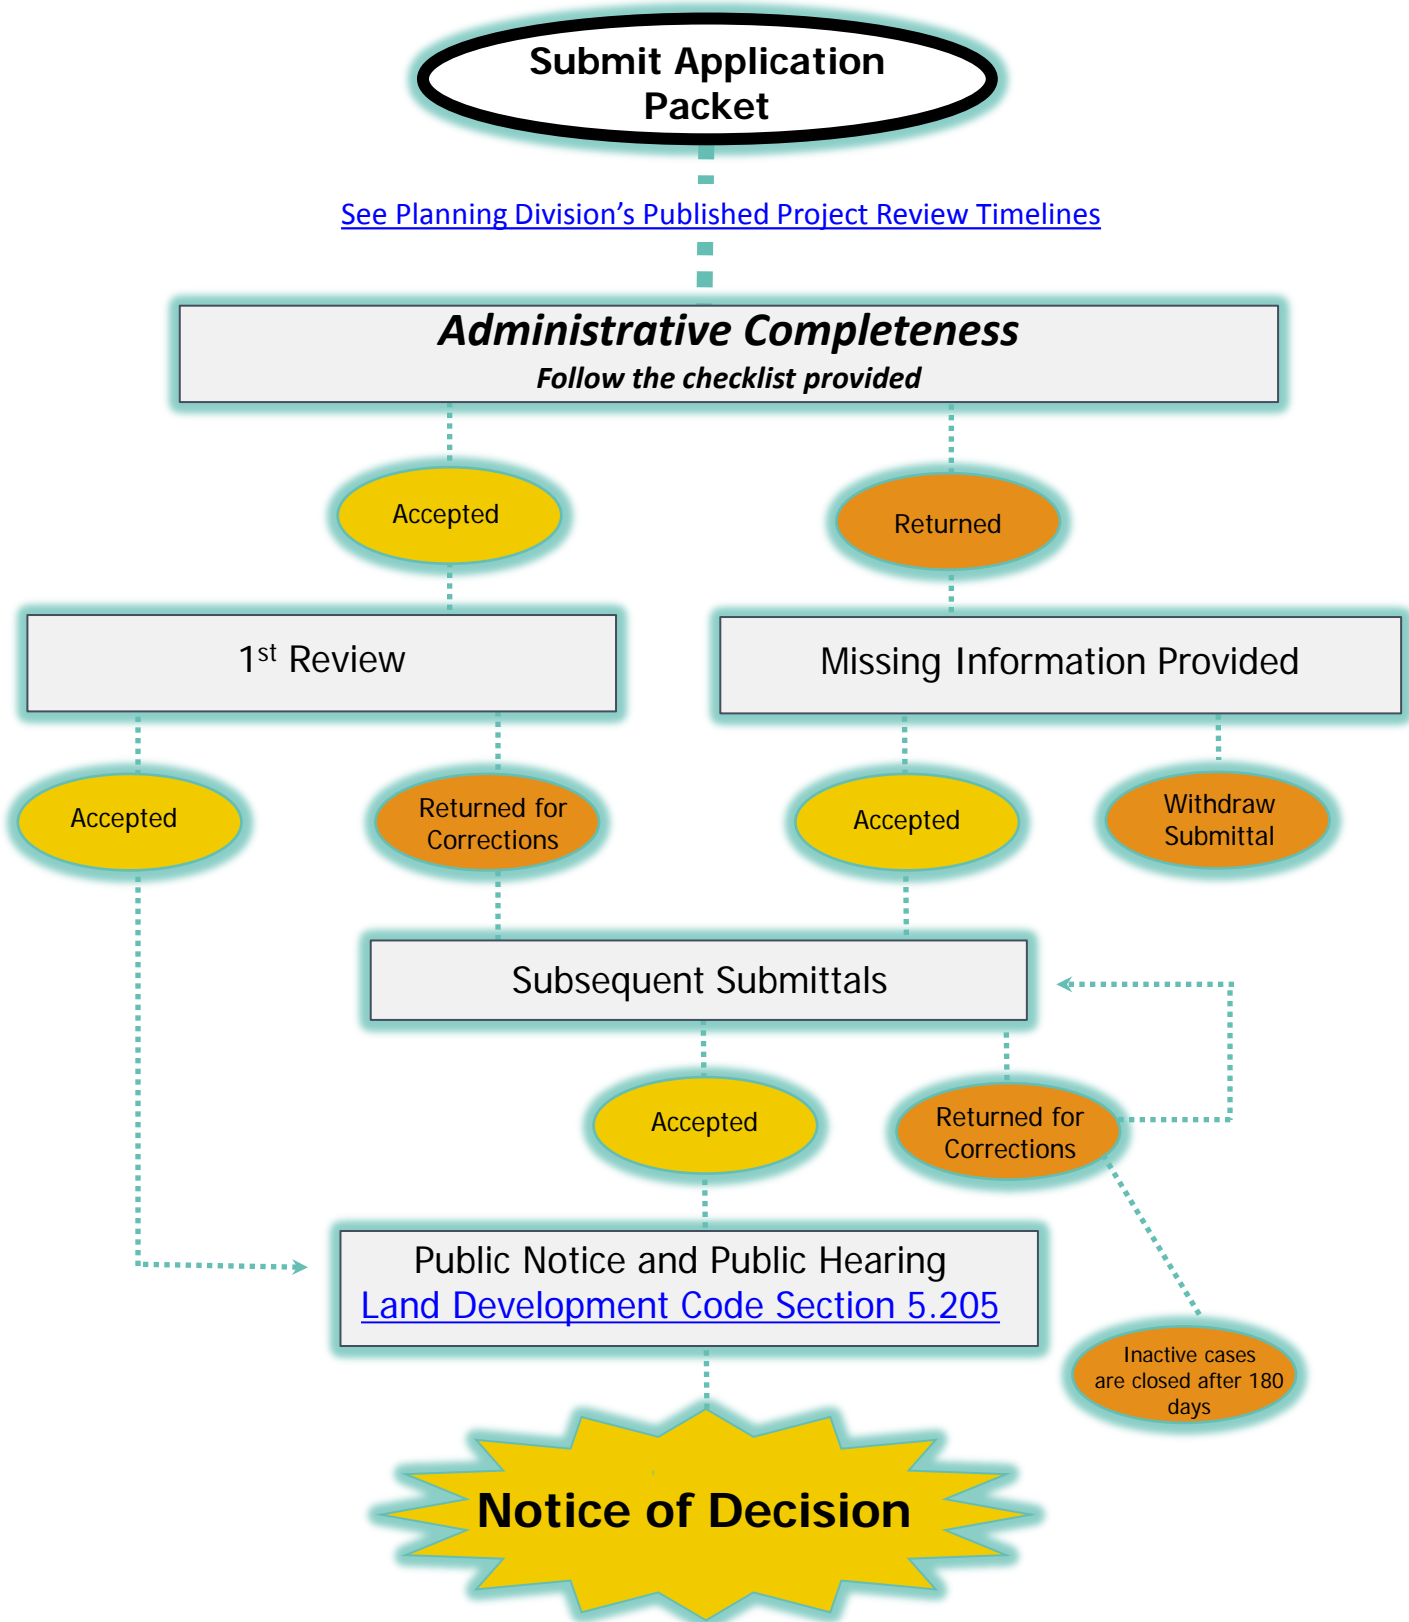 Submit Application
Packet
See Planning Division’s Published Project Review Timelines
Administrative Completeness
Follow the checklist provided
Accepted
Returned
1st Review
Missing Information Provided
Accepted
Returned for
Corrections
Accepted
Withdraw
Submittal
Subsequent Submittals
Accepted
Returned for
Corrections
Public Notice and Public Hearing
Land Development Code Section 5.205
Inactive cases
are closed after 180
days
Notice of Decision